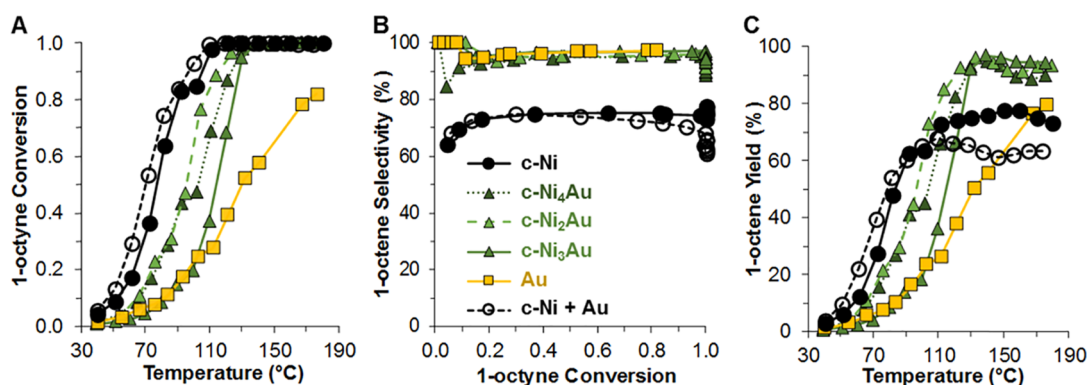 A
1-octyne Conversion
1.0
0.8
0.6
0.4
0.2
0.0
30
70
110
150
190
Temperature (°C)
B
1-octene Selectivity (%)
100
80
60
40
20
0
0.0
0.2
0.4
0.6
0.8
1.0
1-octyne Conversion
c-Ni
c-Ni₄Au
c-Ni₂Au
c-Ni₃Au
Au
c-Ni + Au
C
1-octene Yield (%)
100
80
60
40
20
0
30
70
110
150
190
Temperature (°C)